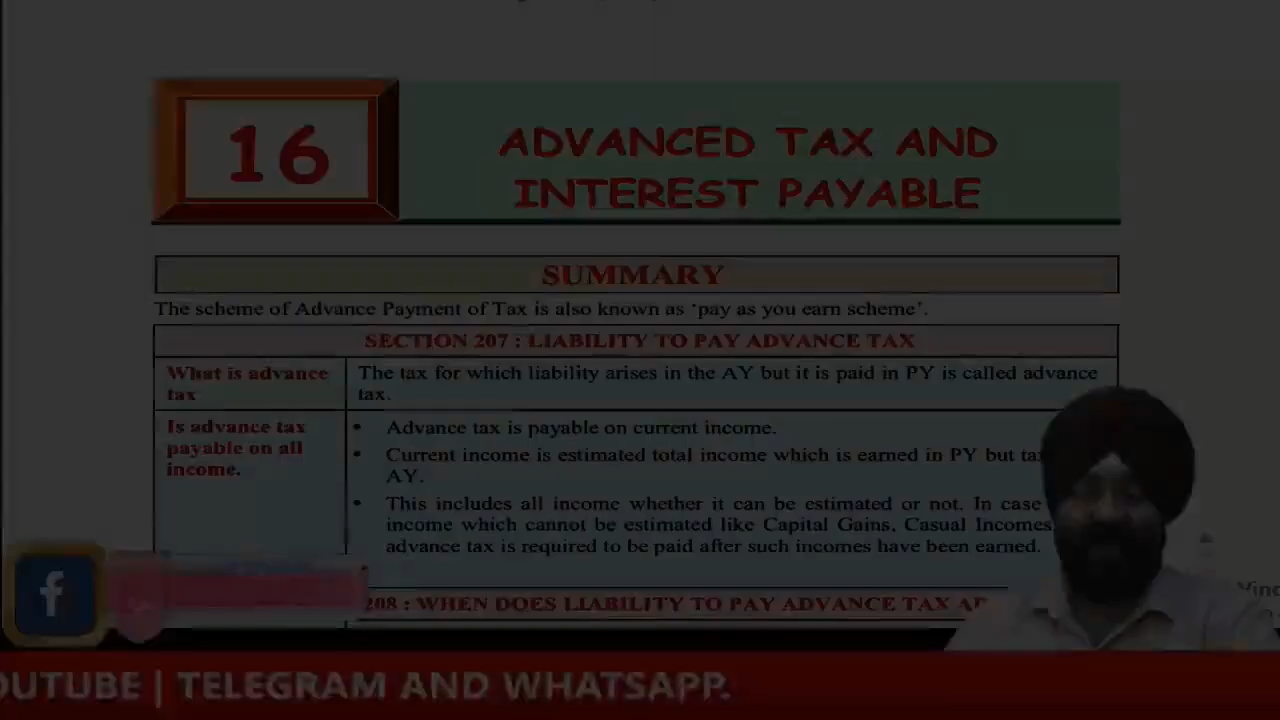 16
ADVANCED TAX AND
INTEREST PAYABLE
SUMMARY
The scheme of Advance Payment of Tax is also known as 'pay as you earn scheme'.
SECTION 207 : LIABILITY TO PAY ADVANCE TAX
What is advance
tax
The tax for which liability arises in the AY but it is paid in PY is called advance
tax.
Is advance tax
payable on all
income.
• Advance tax is payable on current income.
• Current income is estimated total income which is earned in PY but
AY.
• This includes all income whether it can be estimated or not. In case
income which cannot be estimated like Capital Gains, Casual Incomes,
advance tax is required to be paid after such incomes have been earned.
208 : WHEN DOES LIABILITY TO PAY ADVANCE TAX
f
OUTUBE | TELEGRAM AND WHATSAPP.